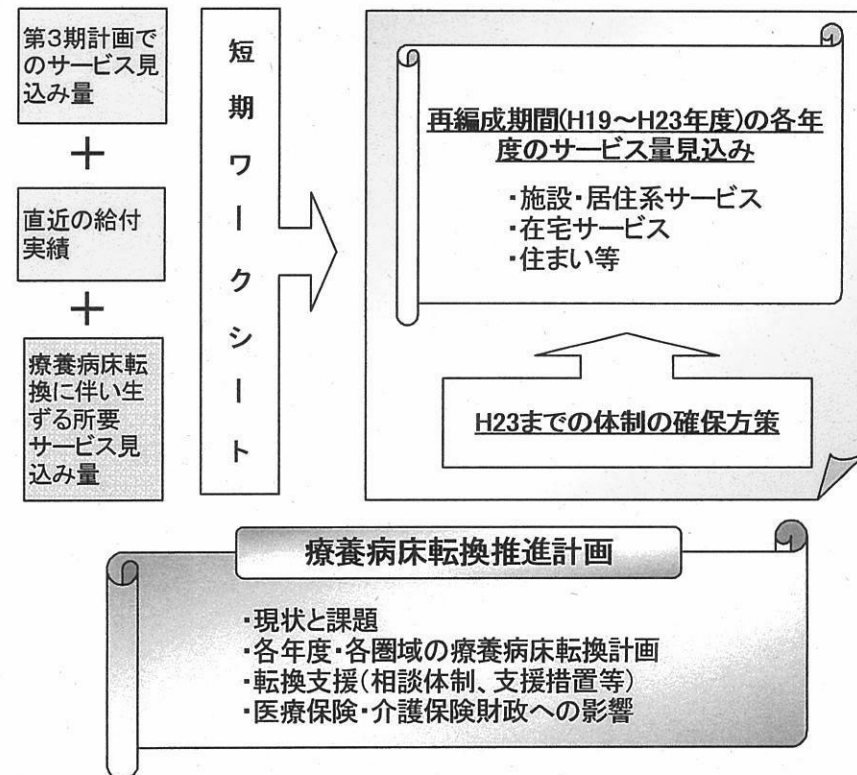 第3期計画で
のサービス見
込み量
＋
直近の給付
実績
＋
療養病床転
換に伴い生
ずる所要
サービス見
込み量
短期ワークシート
再編成期間(H19～H23年度)の各年
度のサービス量見込み
・施設・居住系サービス
・在宅サービス
・住まい等
H23までの体制の確保方策
療養病床転換推進計画
・現状と課題
・各年度・各圏域の療養病床転換計画
・転換支援(相談体制、支援措置等)
・医療保険・介護保険財政への影響